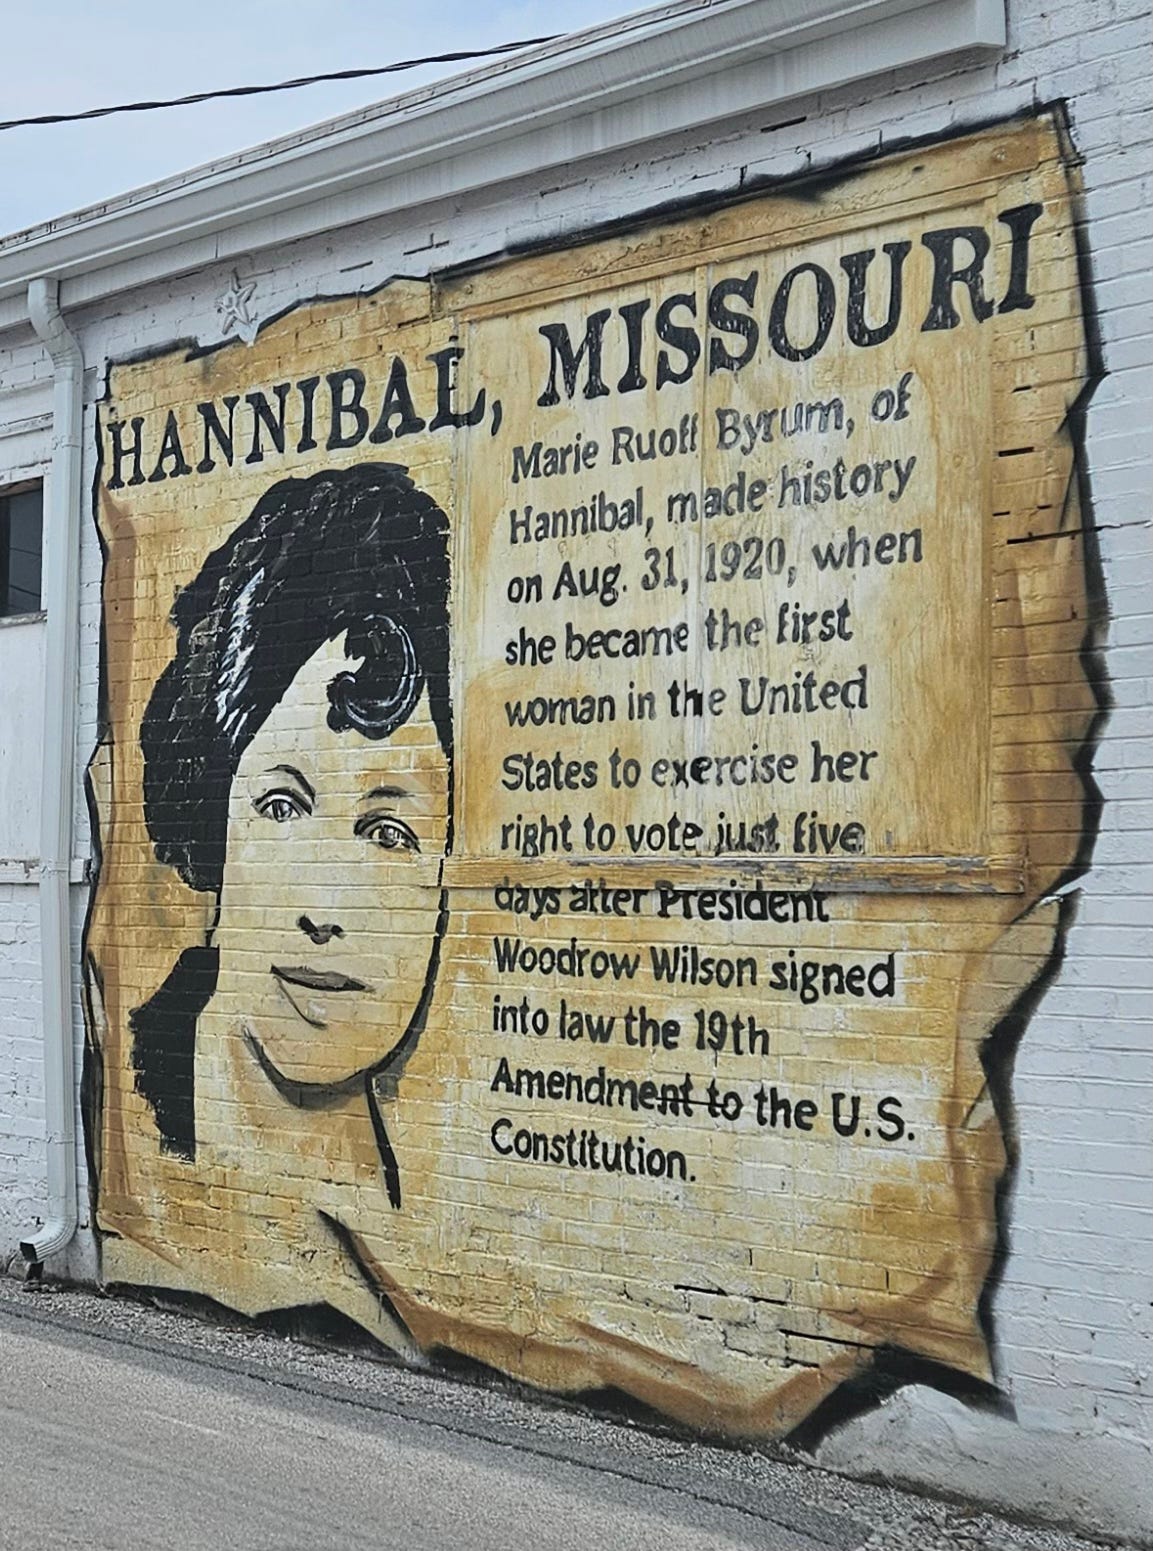 HANNIBAL, MISSOURI
Marie Ruoff Byrum, of
Hannibal, made history
on Aug. 31, 1920, when
she became the first
woman in the United
States to exercise her
right to vote just five
days after President
Woodrow Wilson signed
into law the 19th
Amendment to the U.S.
Constitution.